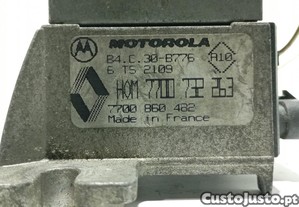 MOTOROLA
B4.C.30-B776 A10
6 TS 2109
HOM 7700 732 263
7700 860 482
Made in France
CustoJusto.pt